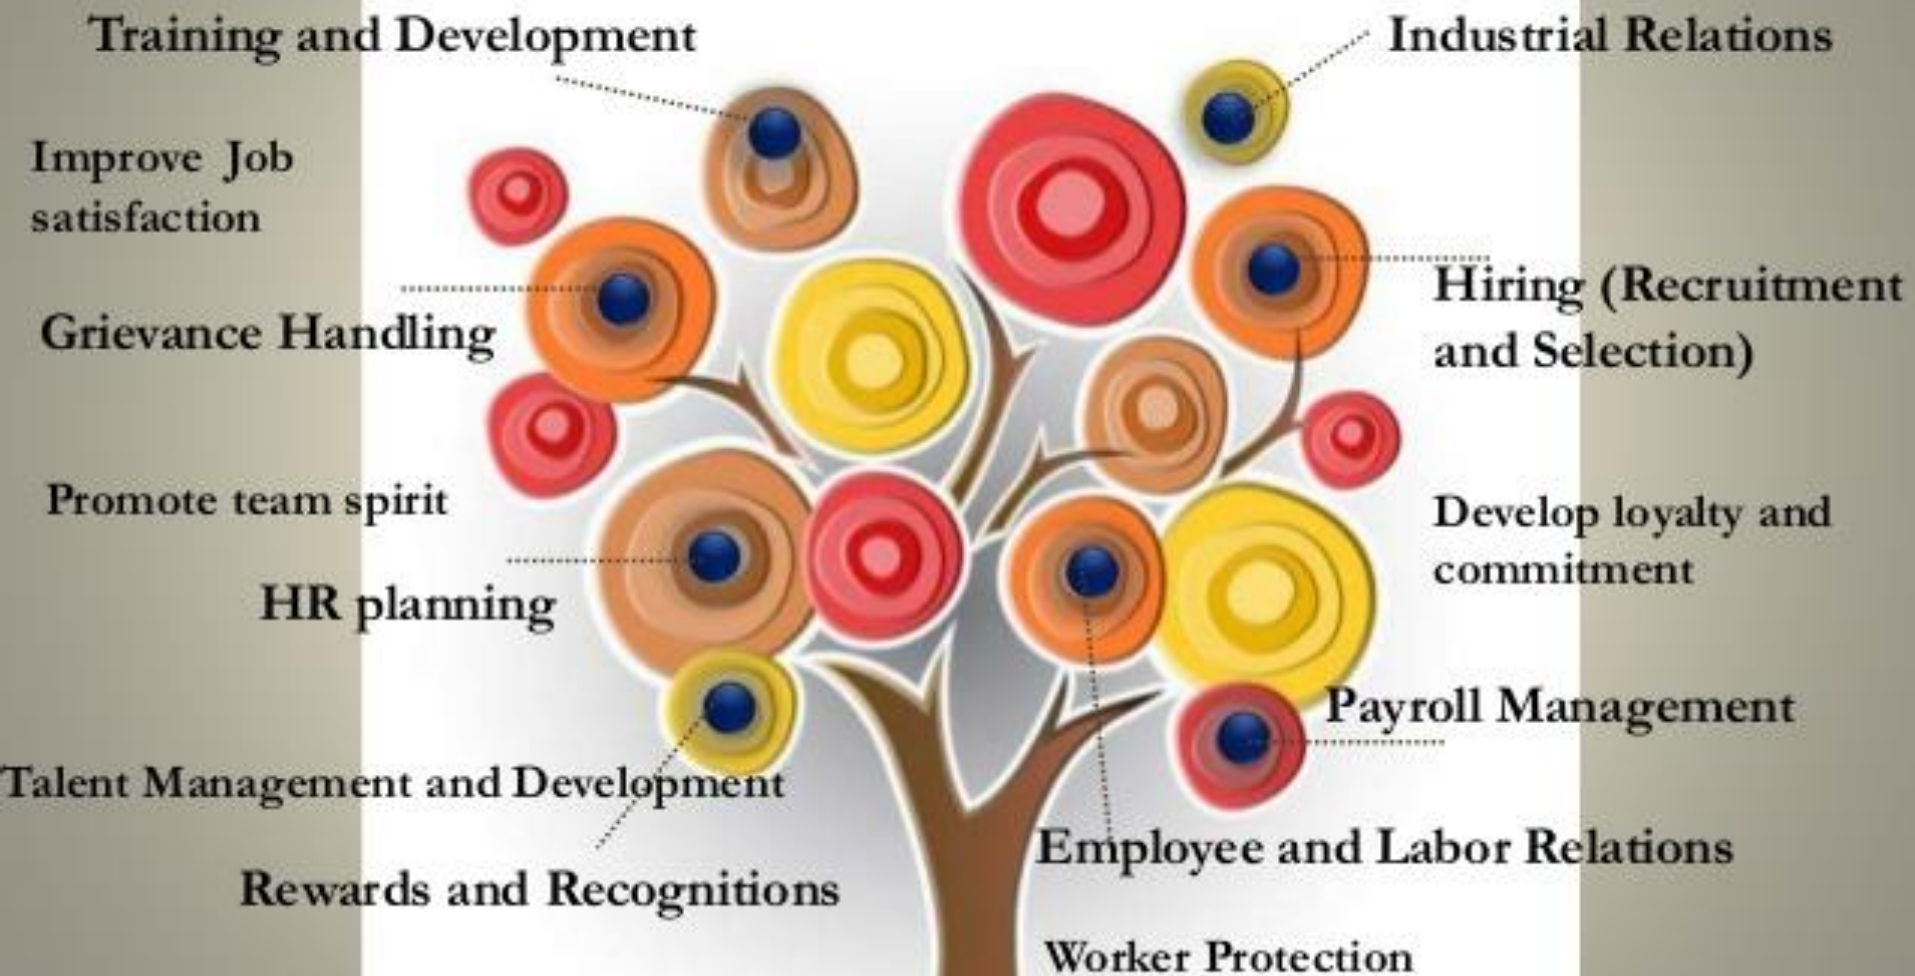 Training and Development
Industrial Relations
Improve Job
satisfaction
Hiring (Recruitment
and Selection)
Grievance Handling
Promote team spirit
Develop loyalty and
commitment
HR planning
Payroll Management
Talent Management and Development
Employee and Labor Relations
Rewards and Recognitions
Worker Protection